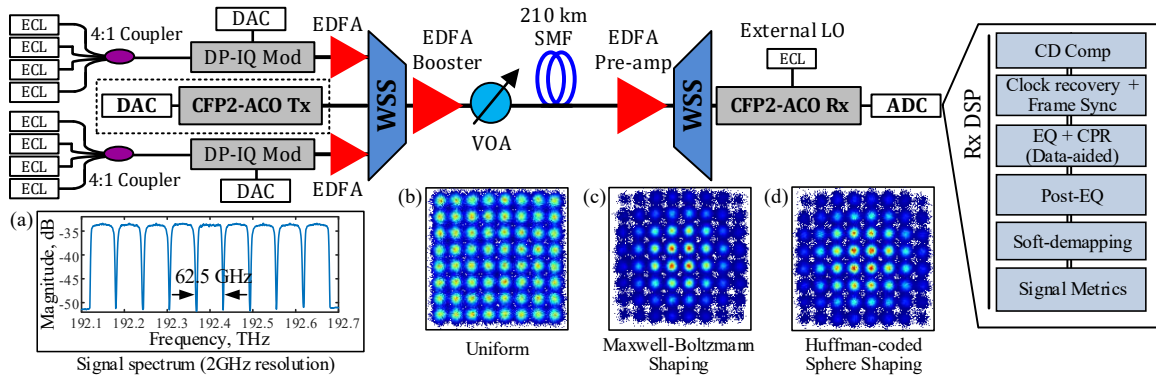 ECL
ECL
ECL
ECL
4:1 Coupler
DAC
DP-IQ Mod
EDFA
DAC
CFP2-ACO Tx
ECL
ECL
ECL
ECL
4:1 Coupler
DP-IQ Mod
DAC
EDFA
WSS
EDFA
Booster
VOA
210 km
SMF
EDFA
Pre-amp
WSS
External LO
ECL
CFP2-ACO Rx
ADC
Rx DSP
CD Comp
Clock recovery +
Frame Sync
EQ + CPR
(Data-aided)
Post-EQ
Soft-demapping
Signal Metrics
(a)
Magnitude, dB
-35
-45
-50
62.5 GHz
192.1 192.2 192.3 192.4 192.5 192.6 192.7
Frequency, THz
Signal spectrum (2GHz resolution)
(b)
Uniform
(c)
Maxwell-Boltzmann
Shaping
(d)
Huffman-coded
Sphere Shaping